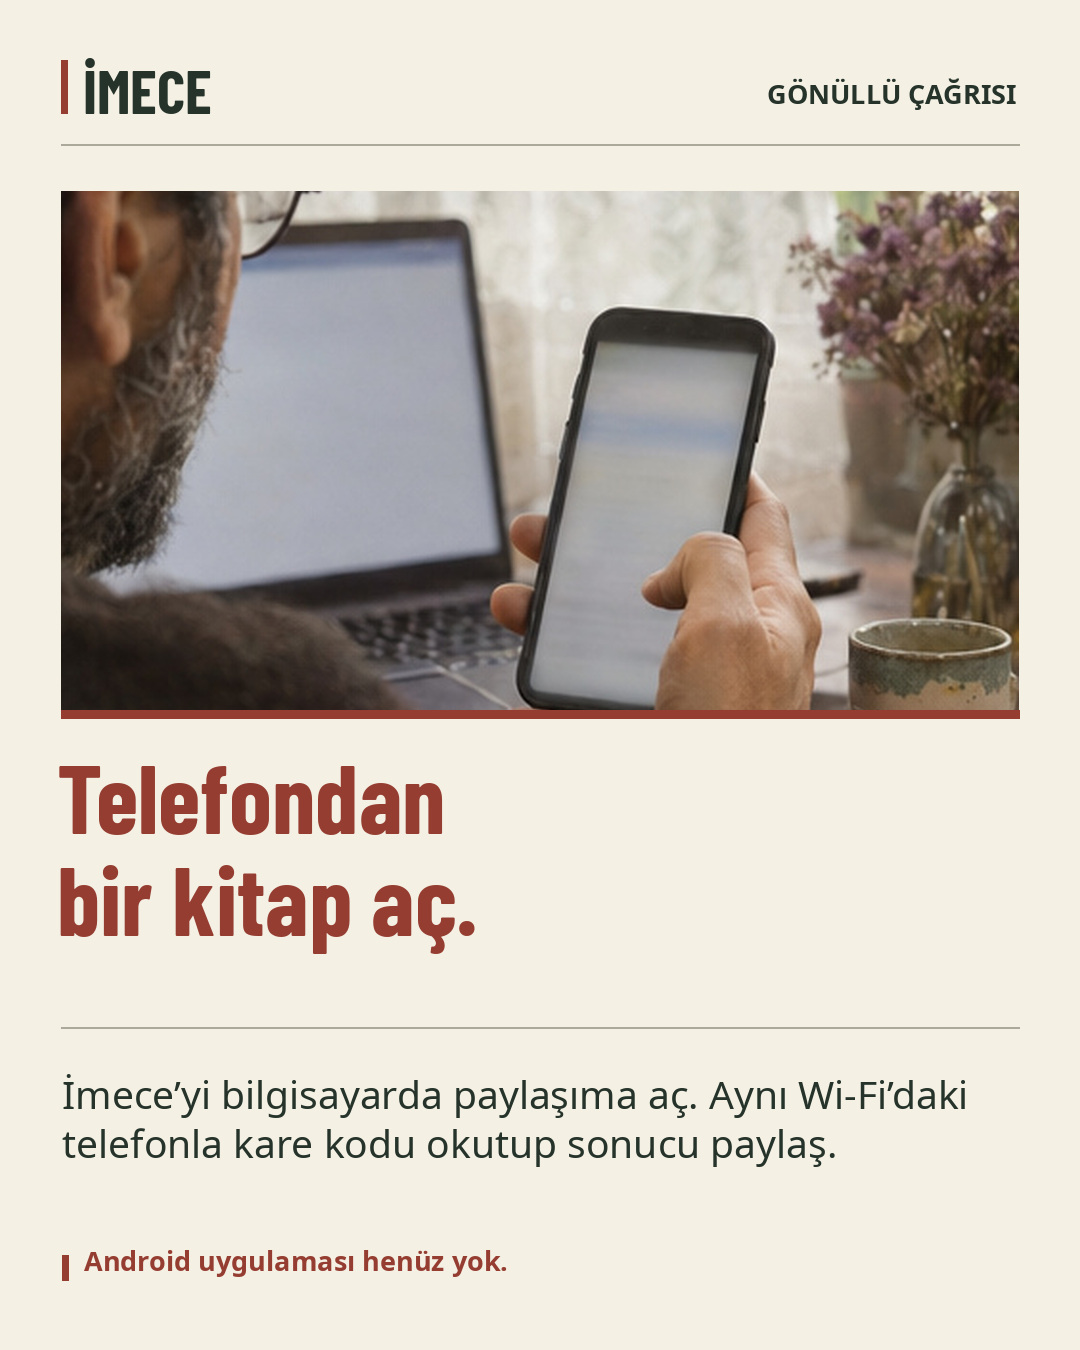 İMECE
GÖNÜLLÜ ÇAĞRISI
Telefondan
bir kitap aç.
İmece’yi bilgisayarda paylaşıma aç. Aynı Wi-Fi’daki
telefonla kare kodu okutup sonucu paylaş.
Android uygulaması henüz yok.